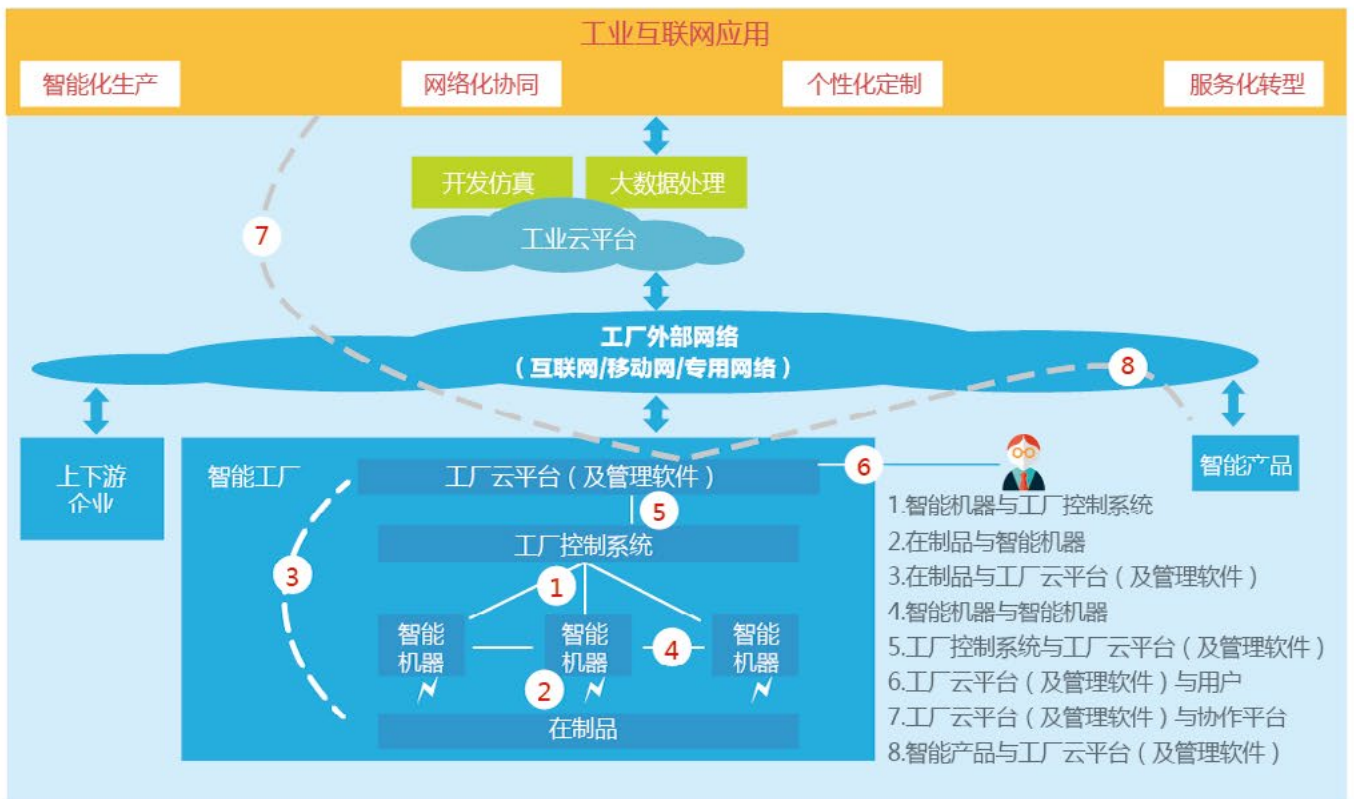 工业互联网应用
智能化生产
网络化协同
个性化定制
服务化转型
开发仿真
大数据处理
工业云平台
7
工厂外部网络
（互联网/移动网/专用网络）
8
上下游
企业
智能工厂
工厂云平台（及管理软件）
6
智能产品
5
工厂控制系统
3
1
智能
机器
智能
机器
4
智能
机器
2
在制品
1.智能机器与工厂控制系统
2.在制品与智能机器
3.在制品与工厂云平台（及管理软件）
4.智能机器与智能机器
5.工厂控制系统与工厂云平台（及管理软件）
6.工厂云平台（及管理软件）与用户
7.工厂云平台（及管理软件）与协作平台
8.智能产品与工厂云平台（及管理软件）